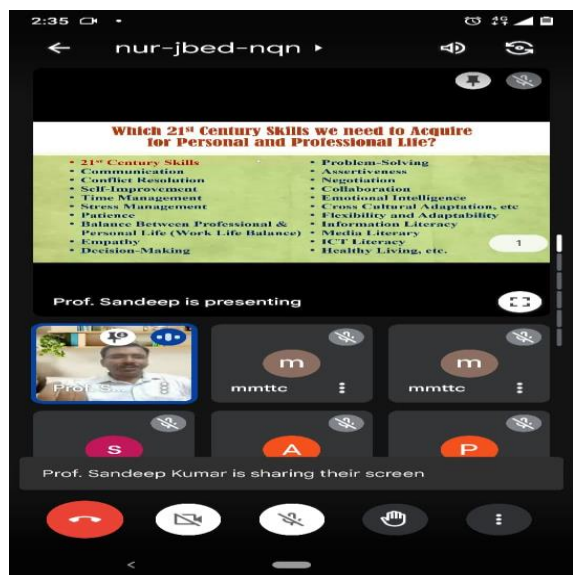 2:35
4G
nur-jbed-nqn
Which 21st Century Skills we need to Acquire
for Personal and Professional Life?
• 21st Century Skills
• Communication
• Conflict Resolution
• Self-Improvement
• Time Management
• Stress Management
• Patience
• Balance Between Professional &
Personal Life (Work Life Balance)
• Empathy
• Decision-Making
• Problem-Solving
• Assertiveness
• Negotiation
• Collaboration
• Emotional Intelligence
• Cross Cultural Adaptation, etc
• Flexibility and Adaptability
• Information Literacy
• Media Literary
• ICT Literacy
• Healthy Living, etc.
1
Prof. Sandeep is presenting
Prof. S...
m
mmttc
m
mmttc
s
A
P
Prof. Sandeep Kumar is sharing their screen